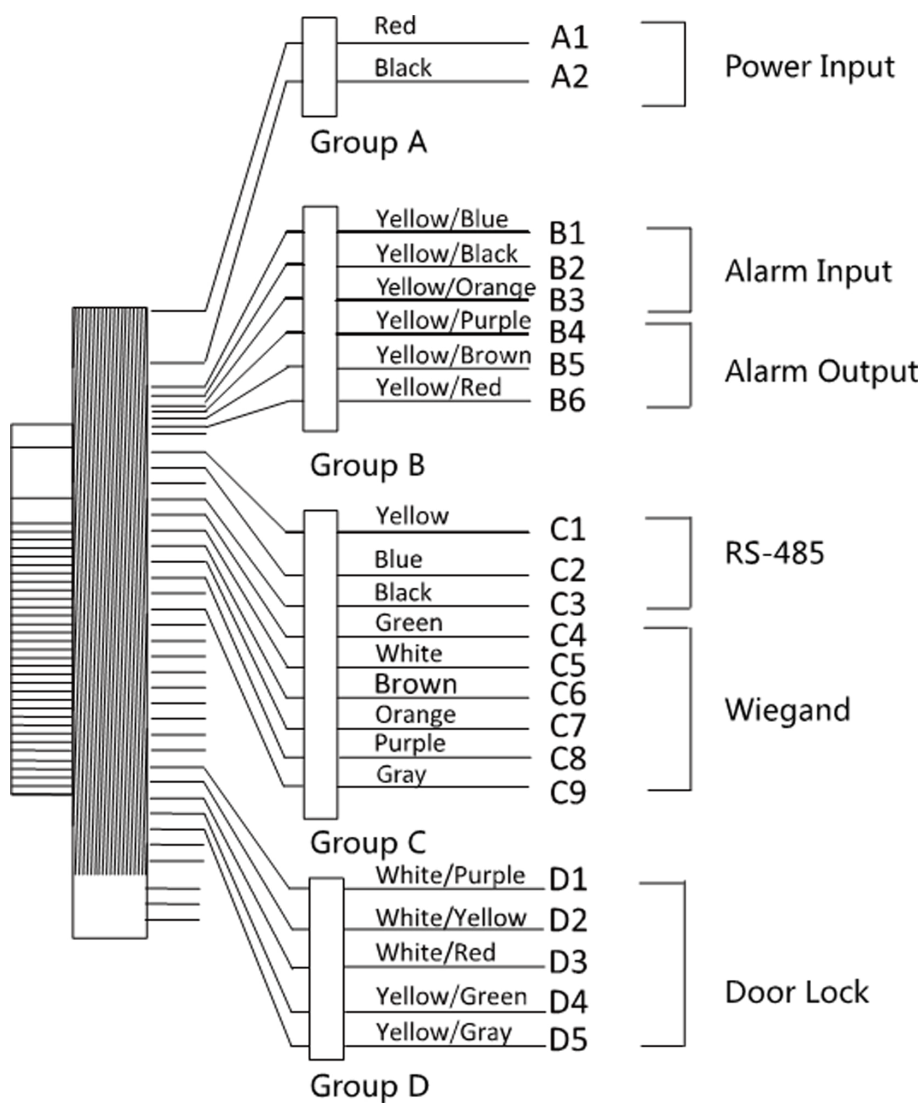 Red A1
Black A2
Power Input
Group A
Yellow/Blue B1
Yellow/Black B2
Yellow/Orange B3
Alarm Input
Yellow/Purple B4
Yellow/Brown B5
Yellow/Red B6
Alarm Output
Group B
Yellow C1
Blue C2
Black C3
RS-485
Green C4
White C5
Brown C6
Orange C7
Purple C8
Gray C9
Wiegand
Group C
White/Purple D1
White/Yellow D2
White/Red D3
Yellow/Green D4
Yellow/Gray D5
Door Lock
Group D